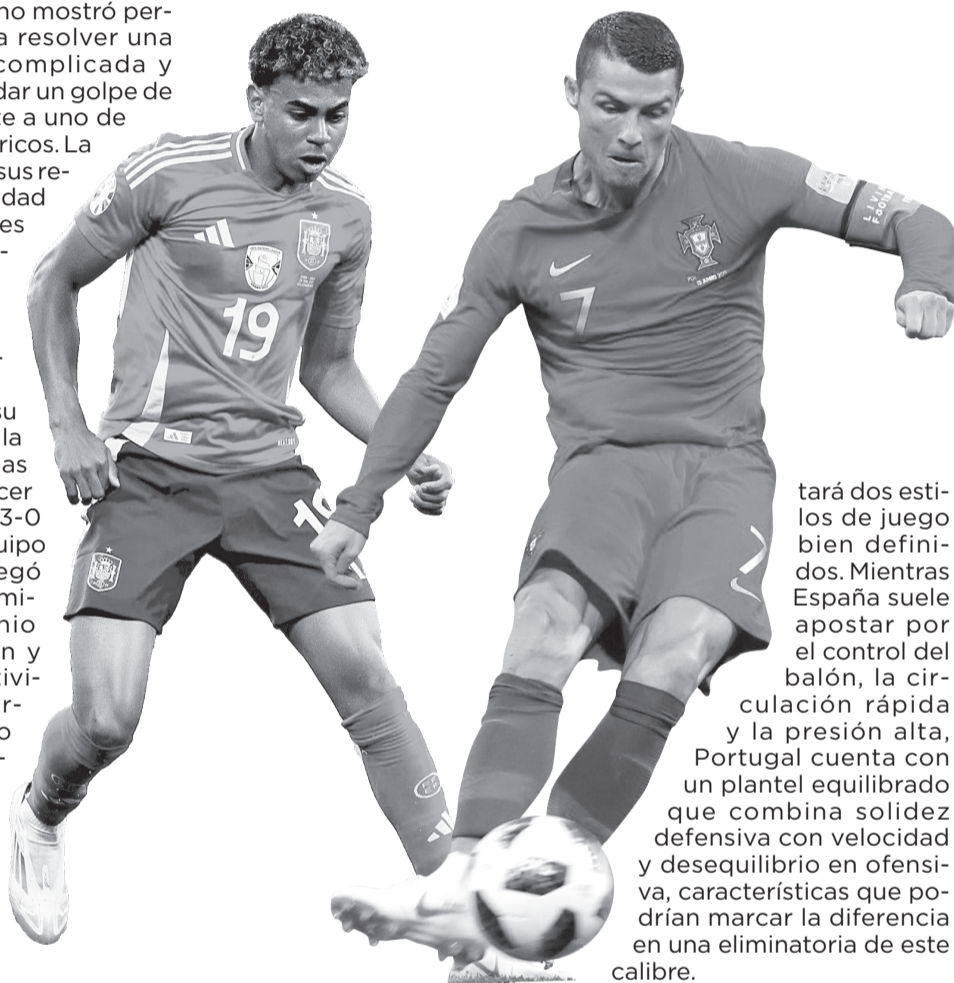 no mostró per-
a resolver una
complicada y
dar un golpe de
e a uno de
ricos. La
sus re-
dad
es
-
su
la
as
cer
3-0
uipo
egó
mi-
nio
n y
tivi-
r-
o
-
19
19
7
7
tará dos esti-
los de juego
bien defini-
dos. Mientras
España suele
apostar por
el control del
balón, la cir-
culación rápida
y la presión alta,
Portugal cuenta con
un plantel equilibrado
que combina solidez
defensiva con velocidad
y desequilibrio en ofensi-
va, características que po-
drían marcar la diferencia
en una eliminatoria de este
calibre.